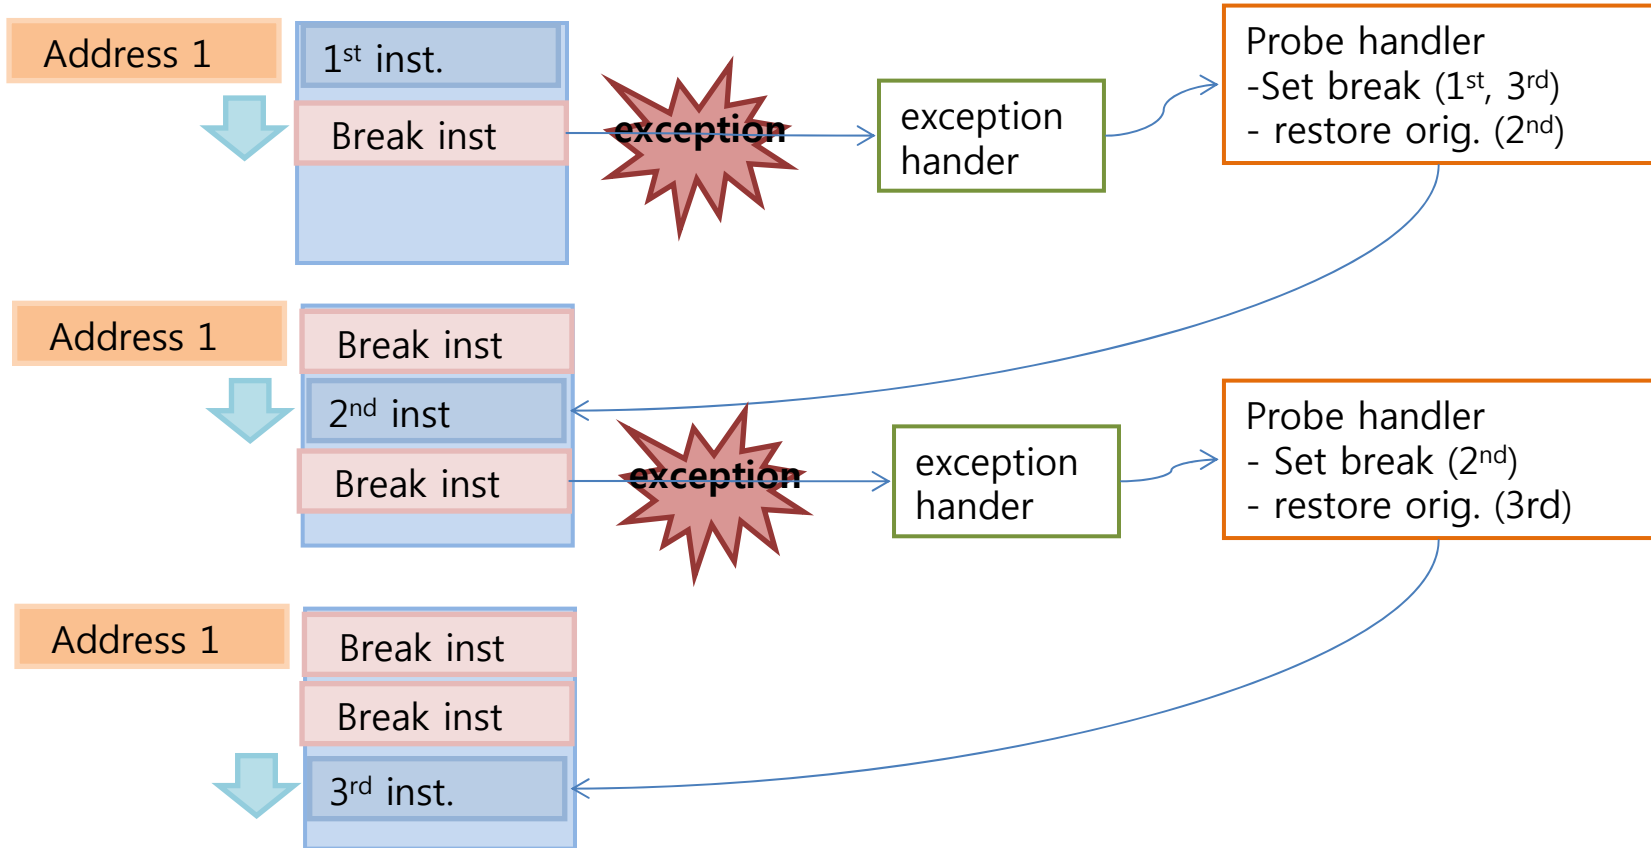 Address 1
1st inst.
Break inst
exception
exception
hander
Probe handler
-Set break (1st, 3rd)
- restore orig. (2nd)
Address 1
Break inst
2nd inst
Break inst
exception
exception
hander
Probe handler
- Set break (2nd)
- restore orig. (3rd)
Address 1
Break inst
Break inst
3rd inst.